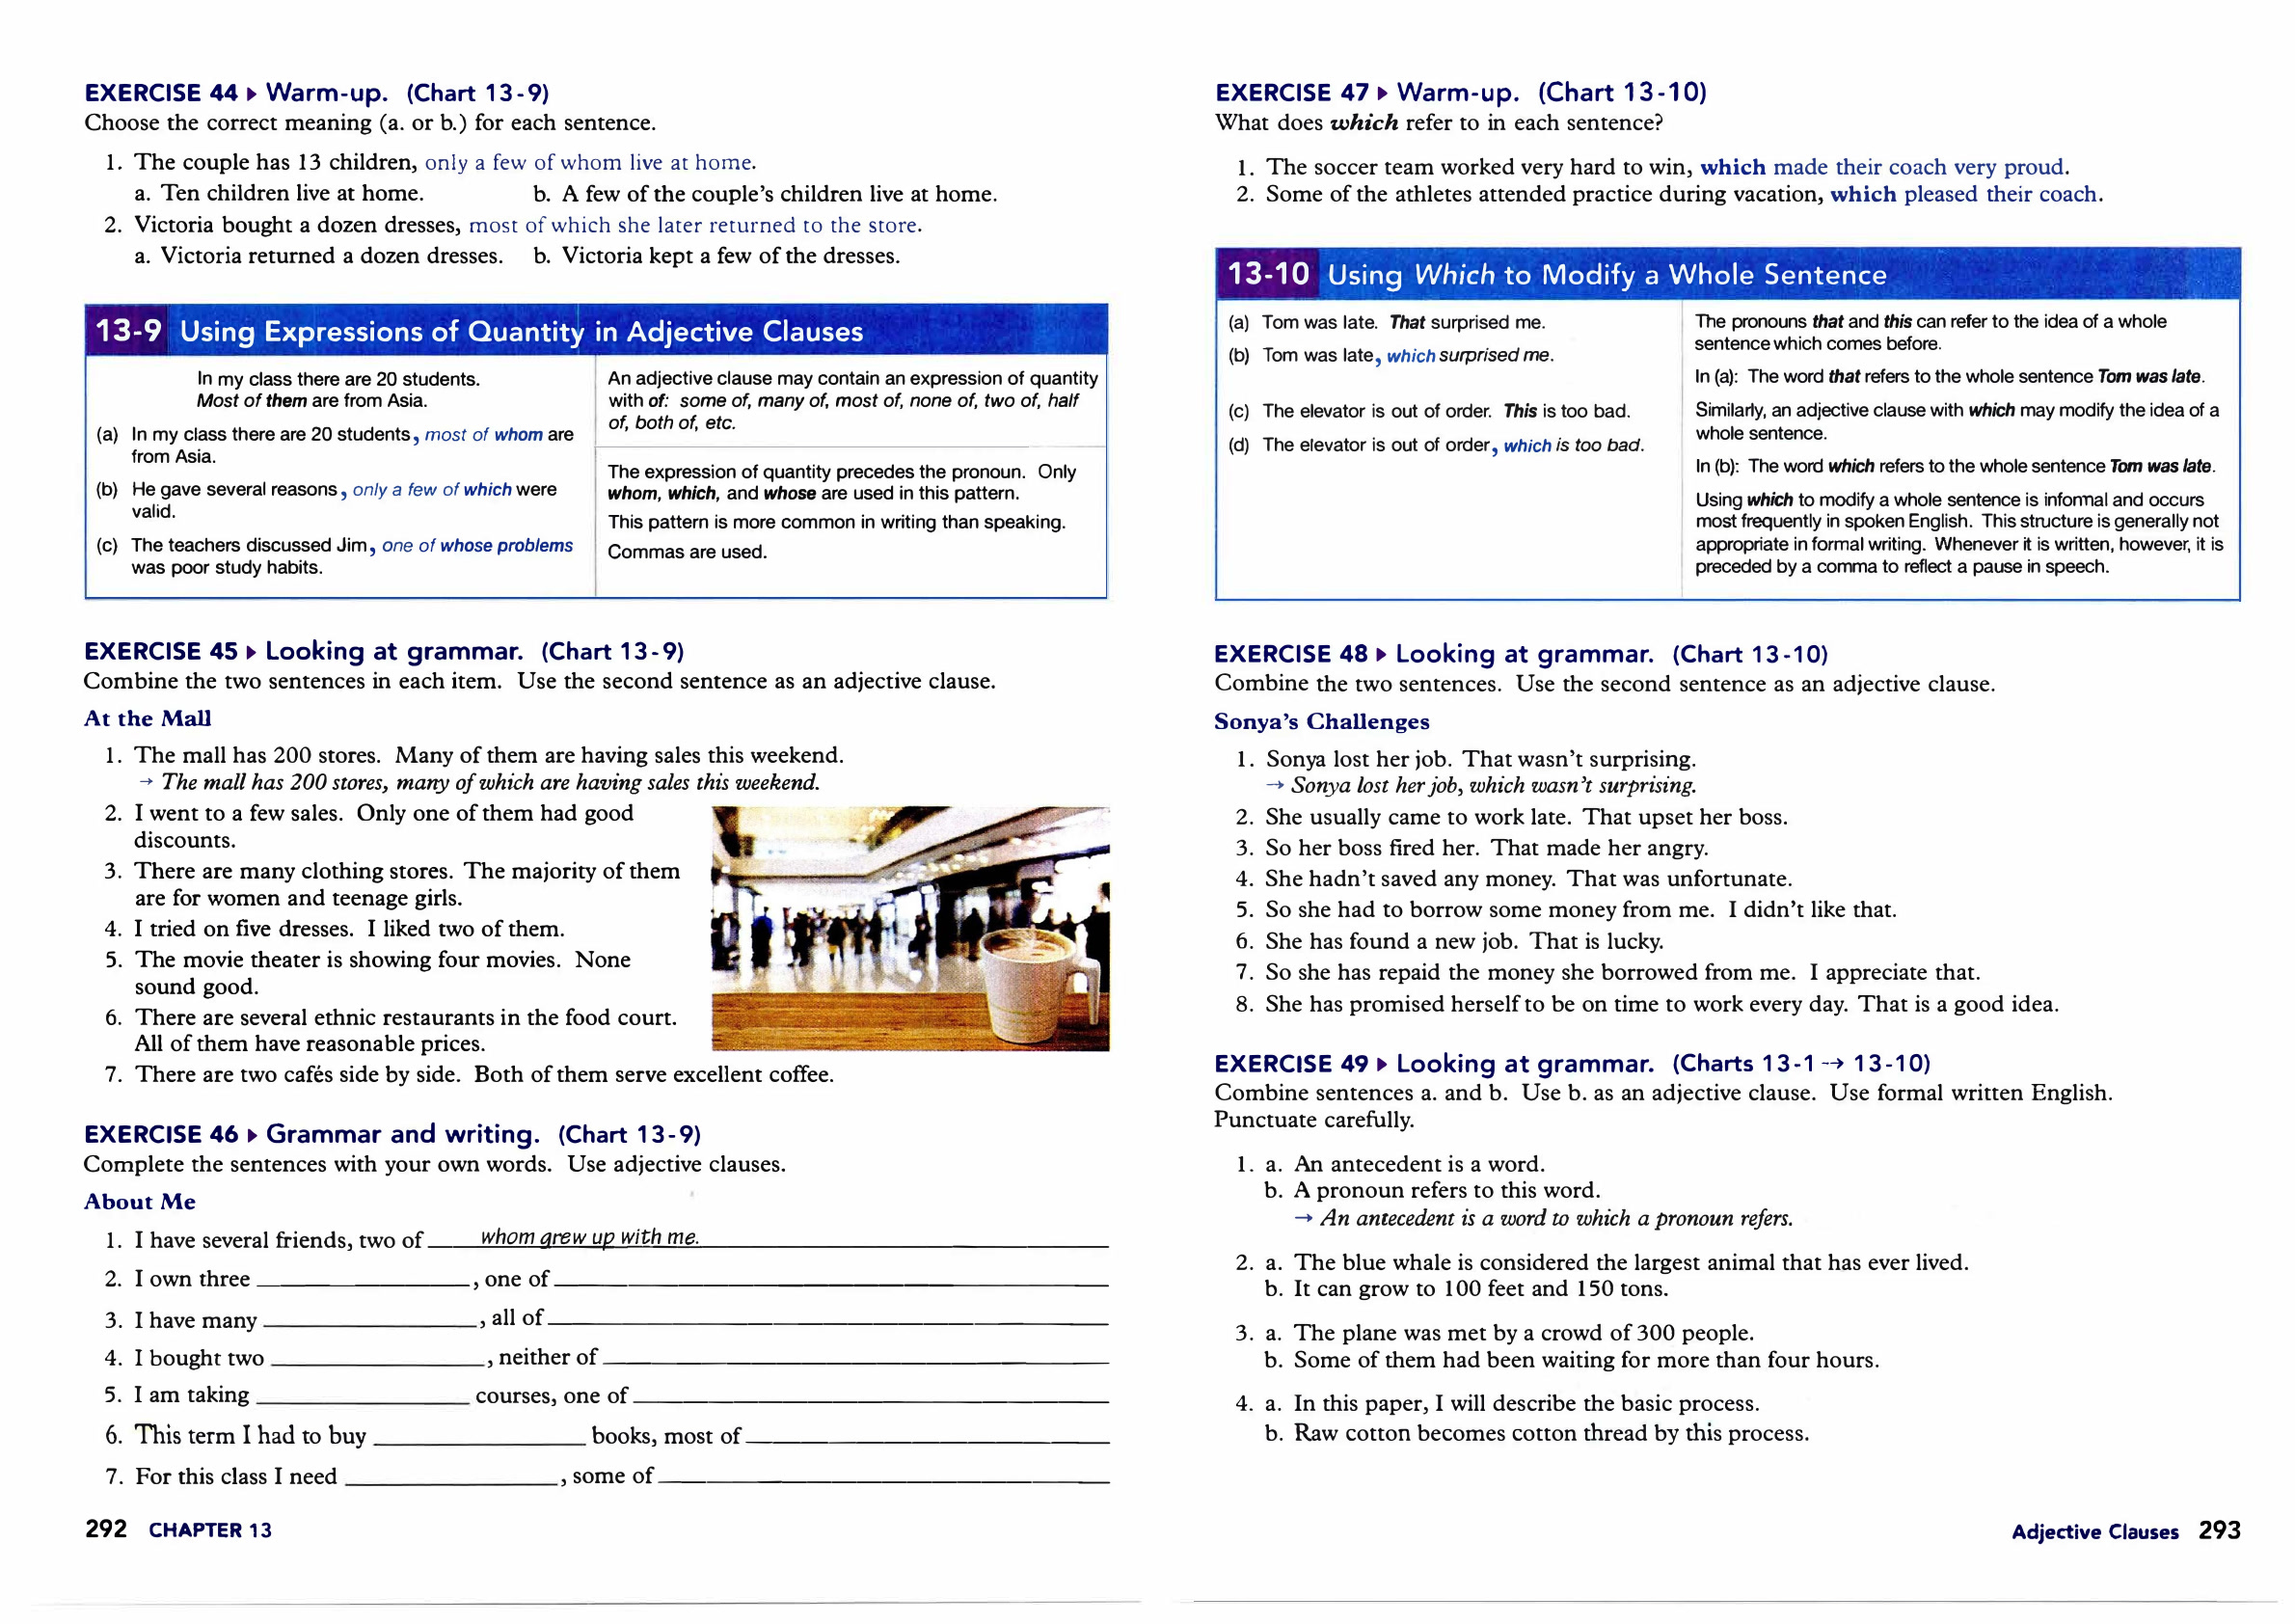 EXERCISE 44 ▸ Warm-up. (Chart 13-9)
Choose the correct meaning (a. or b.) for each sentence.
1. The couple has 13 children, only a few of whom live at home.
a. Ten children live at home. b. A few of the couple's children live at home.
2. Victoria bought a dozen dresses, most of which she later returned to the store.
a. Victoria returned a dozen dresses. b. Victoria kept a few of the dresses.
13-9 Using Expressions of Quantity in Adjective Clauses
In my class there are 20 students.
Most of them are from Asia.
(a) In my class there are 20 students, most of whom are
from Asia.
(b) He gave several reasons, only a few of which were
valid.
(c) The teachers discussed Jim, one of whose problems
was poor study habits.
An adjective clause may contain an expression of quantity
with of: some of, many of, most of, none of, two of, half
of, both of, etc.
The expression of quantity precedes the pronoun. Only
whom, which, and whose are used in this pattern.
This pattern is more common in writing than speaking.
Commas are used.
EXERCISE 45 ▸ Looking at grammar. (Chart 13-9)
Combine the two sentences in each item. Use the second sentence as an adjective clause.
At the Mall
1. The mall has 200 stores. Many of them are having sales this weekend.
→ The mall has 200 stores, many of which are having sales this weekend.
2. I went to a few sales. Only one of them had good
discounts.
3. There are many clothing stores. The majority of them
are for women and teenage girls.
4. I tried on five dresses. I liked two of them.
5. The movie theater is showing four movies. None
sound good.
6. There are several ethnic restaurants in the food court.
All of them have reasonable prices.
7. There are two cafés side by side. Both of them serve excellent coffee.
EXERCISE 46 ▸ Grammar and writing. (Chart 13-9)
Complete the sentences with your own words. Use adjective clauses.
About Me
1. I have several friends, two of whom grew up with me.
2. I own three ____, one of ____
3. I have many ____, all of ____
4. I bought two ____, neither of ____
5. I am taking ____ courses, one of ____
6. This term I had to buy ____ books, most of ____
7. For this class I need ____, some of ____
292 CHAPTER 13
EXERCISE 47 ▸ Warm-up. (Chart 13-10)
What does which refer to in each sentence?
1. The soccer team worked very hard to win, which made their coach very proud.
2. Some of the athletes attended practice during vacation, which pleased their coach.
13-10 Using Which to Modify a Whole Sentence
(a) Tom was late. That surprised me.
(b) Tom was late, which surprised me.
(c) The elevator is out of order. This is too bad.
(d) The elevator is out of order, which is too bad.
The pronouns that and this can refer to the idea of a whole
sentence which comes before.
In (a): The word that refers to the whole sentence Tom was late.
Similarly, an adjective clause with which may modify the idea of a
whole sentence.
In (b): The word which refers to the whole sentence Tom was late.
Using which to modify a whole sentence is informal and occurs
most frequently in spoken English. This structure is generally not
appropriate in formal writing. Whenever it is written, however, it is
preceded by a comma to reflect a pause in speech.
EXERCISE 48 ▸ Looking at grammar. (Chart 13-10)
Combine the two sentences. Use the second sentence as an adjective clause.
Sonya's Challenges
1. Sonya lost her job. That wasn't surprising.
→ Sonya lost her job, which wasn't surprising.
2. She usually came to work late. That upset her boss.
3. So her boss fired her. That made her angry.
4. She hadn't saved any money. That was unfortunate.
5. So she had to borrow some money from me. I didn't like that.
6. She has found a new job. That is lucky.
7. So she has repaid the money she borrowed from me. I appreciate that.
8. She has promised herself to be on time to work every day. That is a good idea.
EXERCISE 49 ▸ Looking at grammar. (Charts 13-1 → 13-10)
Combine sentences a. and b. Use b. as an adjective clause. Use formal written English.
Punctuate carefully.
1. a. An antecedent is a word.
b. A pronoun refers to this word.
→ An antecedent is a word to which a pronoun refers.
2. a. The blue whale is considered the largest animal that has ever lived.
b. It can grow to 100 feet and 150 tons.
3. a. The plane was met by a crowd of 300 people.
b. Some of them had been waiting for more than four hours.
4. a. In this paper, I will describe the basic process.
b. Raw cotton becomes cotton thread by this process.
Adjective Clauses 293